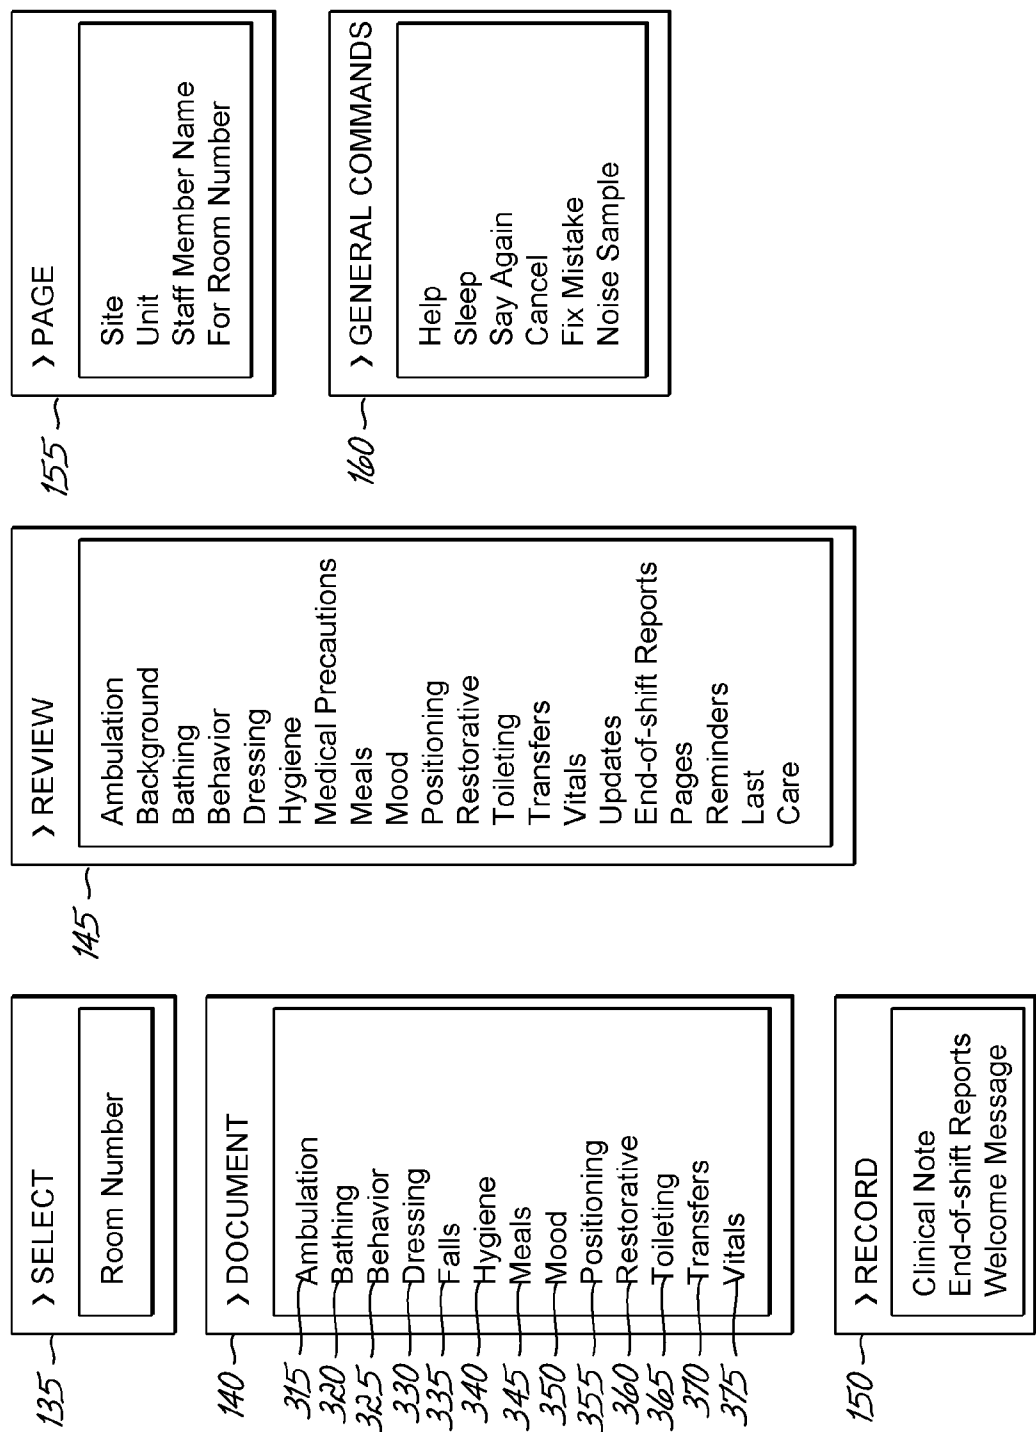 135
> SELECT
Room Number
140
> DOCUMENT
315 Ambulation
320 Bathing
325 Behavior
330 Dressing
335 Falls
340 Hygiene
345 Meals
350 Mood
355 Positioning
360 Restorative
365 Toileting
370 Transfers
375 Vitals
150
> RECORD
Clinical Note
End-of-shift Reports
Welcome Message
145
> REVIEW
Ambulation
Background
Bathing
Behavior
Dressing
Hygiene
Medical Precautions
Meals
Mood
Positioning
Restorative
Toileting
Transfers
Vitals
Updates
End-of-shift Reports
Pages
Reminders
Last
Care
155
> PAGE
Site
Unit
Staff Member Name
For Room Number
160
> GENERAL COMMANDS
Help
Sleep
Say Again
Cancel
Fix Mistake
Noise Sample